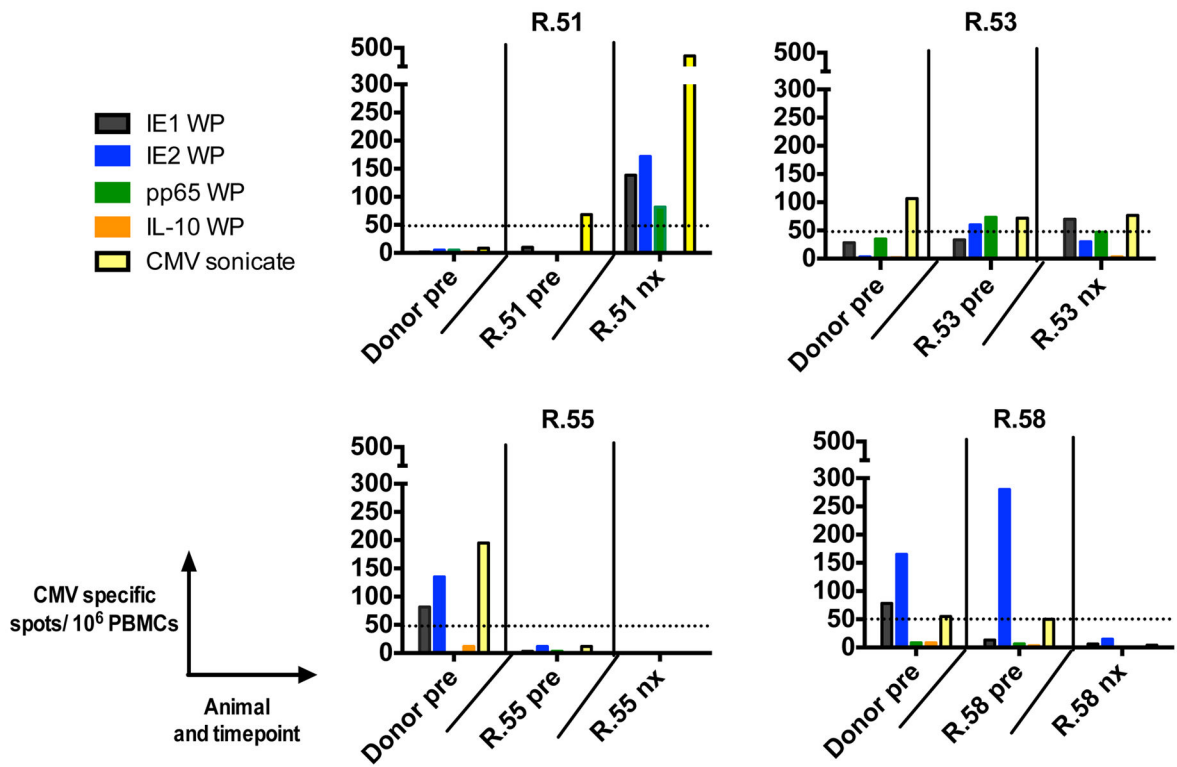 R.51
500
300
250
200
150
100
50
0
Donor pre
R.51 pre
R.51 nx
R.53
500
300
250
200
150
100
50
0
Donor pre
R.53 pre
R.53 nx
IE1 WP
IE2 WP
pp65 WP
IL-10 WP
CMV sonicate
R.55
500
300
250
200
150
100
50
0
Donor pre
R.55 pre
R.55 nx
R.58
500
300
250
200
150
100
50
0
Donor pre
R.58 pre
R.58 nx
CMV specific
spots/ 10⁶ PBMCs
Animal
and timepoint